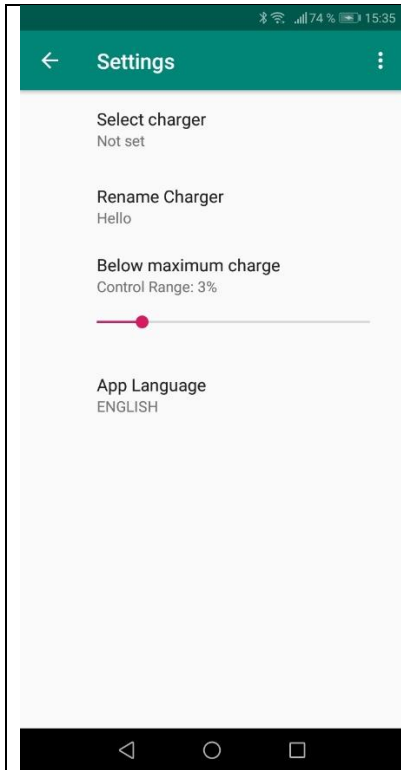 74 % 15:35
Settings
Select charger
Not set
Rename Charger
Hello
Below maximum charge
Control Range: 3%
App Language
ENGLISH